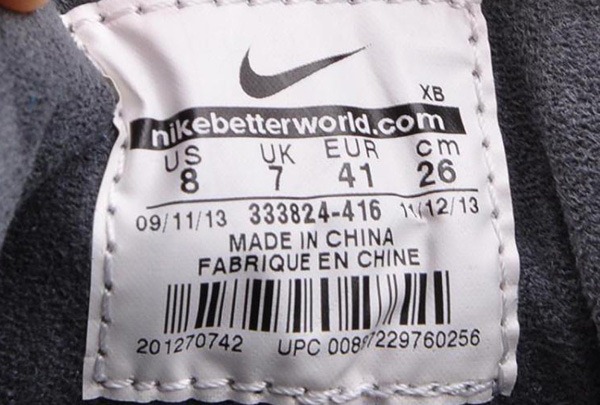 XB
nikebetterworld.com
US UK EUR cm
8 7 41 26
09/11/13 333824-416 11/12/13
MADE IN CHINA
FABRIQUE EN CHINE
201270742 UPC 00887229760256